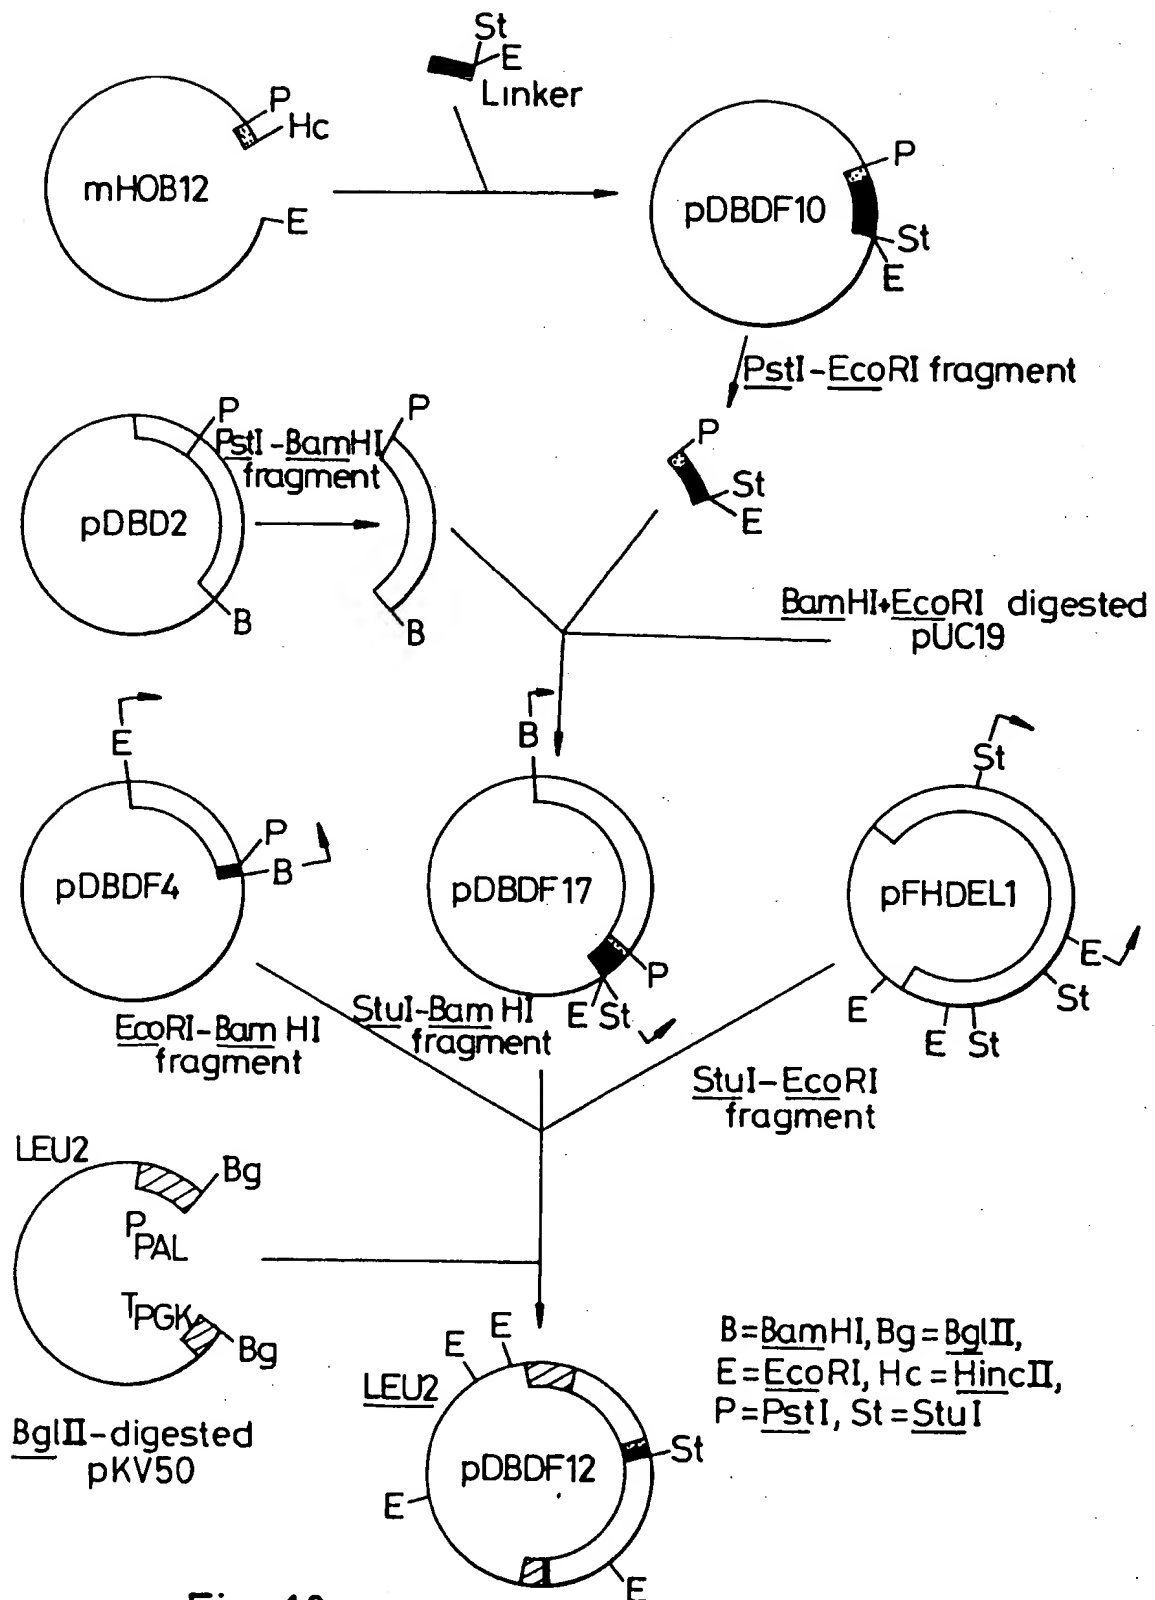 St
E
Linker
P
Hc
mHOB12
E
P
pDBDF10
St
E
PstI-EcoRI fragment
P
PstI-BamHI
fragment
P
pDBD2
B
B
P
St
E
BamHI+EcoRI digested
pUC19
E
P
B
pDBDF4
B
pDBDF17
P
E St
St
pFHDEL1
E
St
E
E St
EcoRI-Bam HI
fragment
StuI-Bam HI
fragment
StuI-EcoRI
fragment
LEU2
Bg
PPAL
TPGK
Bg
BglII-digested
pKV50
E
E
LEU2
pDBDF12
St
E
E
B=BamHI, Bg=BglII,
E=EcoRI, Hc=HincII,
P=PstI, St=StuI